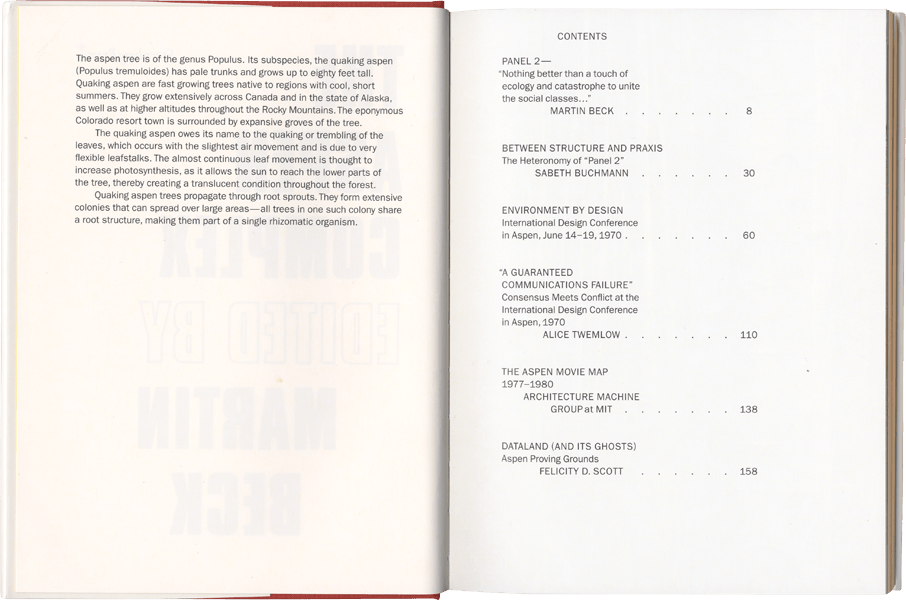 The aspen tree is of the genus Populus. Its subspecies, the quaking aspen
(Populus tremuloides) has pale trunks and grows up to eighty feet tall.
Quaking aspen are fast growing trees native to regions with cool, short
summers. They grow extensively across Canada and in the state of Alaska,
as well as at higher altitudes throughout the Rocky Mountains. The eponymous
Colorado resort town is surrounded by expansive groves of the tree.
The quaking aspen owes its name to the quaking or trembling of the
leaves, which occurs with the slightest air movement and is due to very
flexible leafstalks. The almost continuous leaf movement is thought to
increase photosynthesis, as it allows the sun to reach the lower parts of
the tree, thereby creating a translucent condition throughout the forest.
Quaking aspen trees propagate through root sprouts. They form extensive
colonies that can spread over large areas—all trees in one such colony share
a root structure, making them part of a single rhizomatic organism.
COMPLEX
EDITED BY
MARTIN
BECK
CONTENTS
PANEL 2—
“Nothing better than a touch of
ecology and catastrophe to unite
the social classes…”
MARTIN BECK . . . . . . . 8
BETWEEN STRUCTURE AND PRAXIS
The Heteronomy of “Panel 2”
SABETH BUCHMANN . . . . . . 30
ENVIRONMENT BY DESIGN
International Design Conference
in Aspen, June 14–19, 1970 . . . . . . . 60
“A GUARANTEED
COMMUNICATIONS FAILURE”
Consensus Meets Conflict at the
International Design Conference
in Aspen, 1970
ALICE TWEMLOW . . . . . . . 110
THE ASPEN MOVIE MAP
1977–1980
ARCHITECTURE MACHINE
GROUP at MIT . . . . . . . 138
DATALAND (AND ITS GHOSTS)
Aspen Proving Grounds
FELICITY D. SCOTT . . . . . . 158